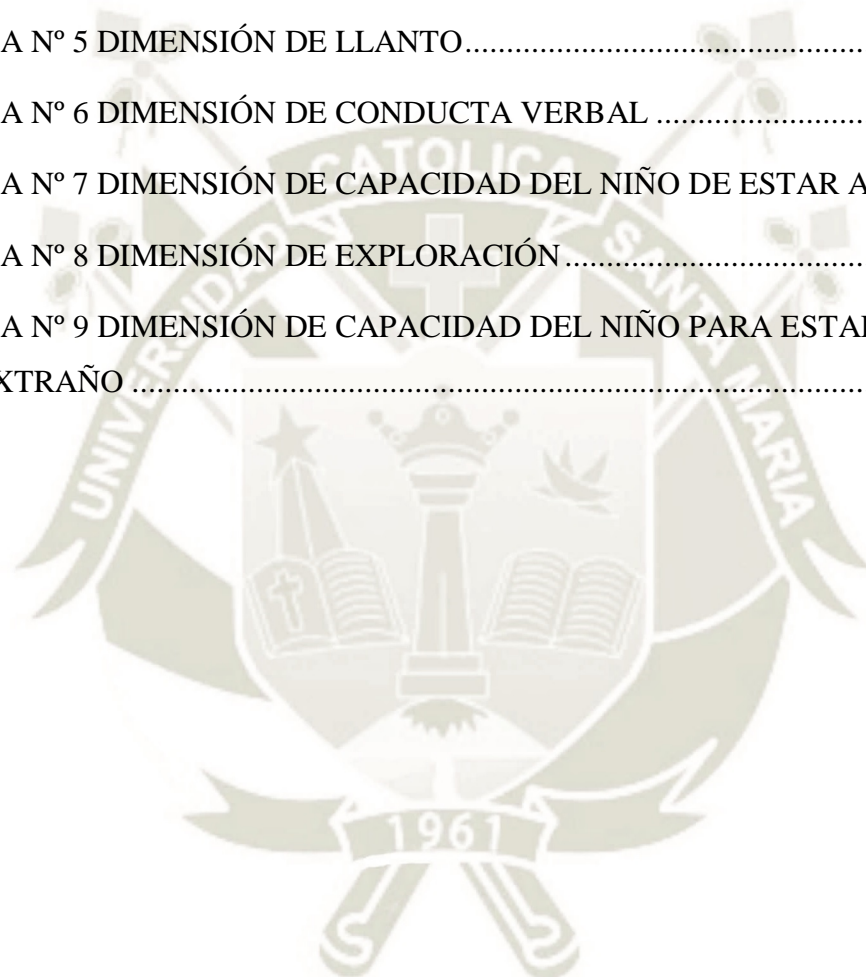 A Nº 5 DIMENSIÓN DE LLANTO................................................
A Nº 6 DIMENSIÓN DE CONDUCTA VERBAL .........................
A Nº 7 DIMENSIÓN DE CAPACIDAD DEL NIÑO DE ESTAR A
A Nº 8 DIMENSIÓN DE EXPLORACIÓN....................................
A Nº 9 DIMENSIÓN DE CAPACIDAD DEL NIÑO PARA ESTA
XTRAÑO ........................................................................................
UNIVERSIDAD CATOLICA SANTA MARIA
1961